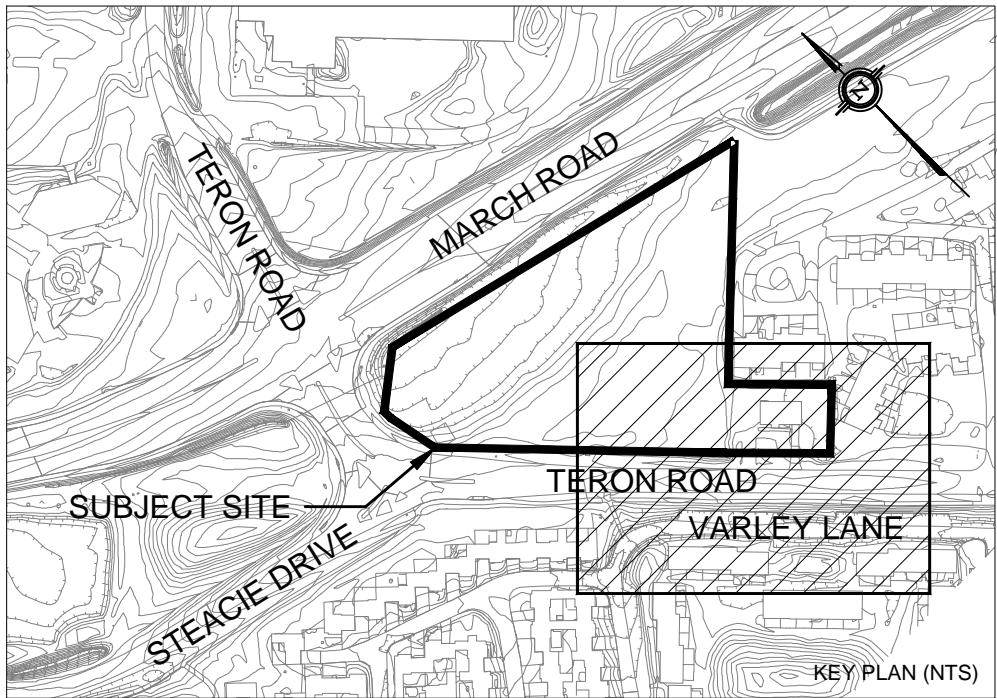 N
TERON ROAD
MARCH ROAD
TERON ROAD
SUBJECT SITE
VARLEY LANE
STEACIE DRIVE
KEY PLAN (NTS)